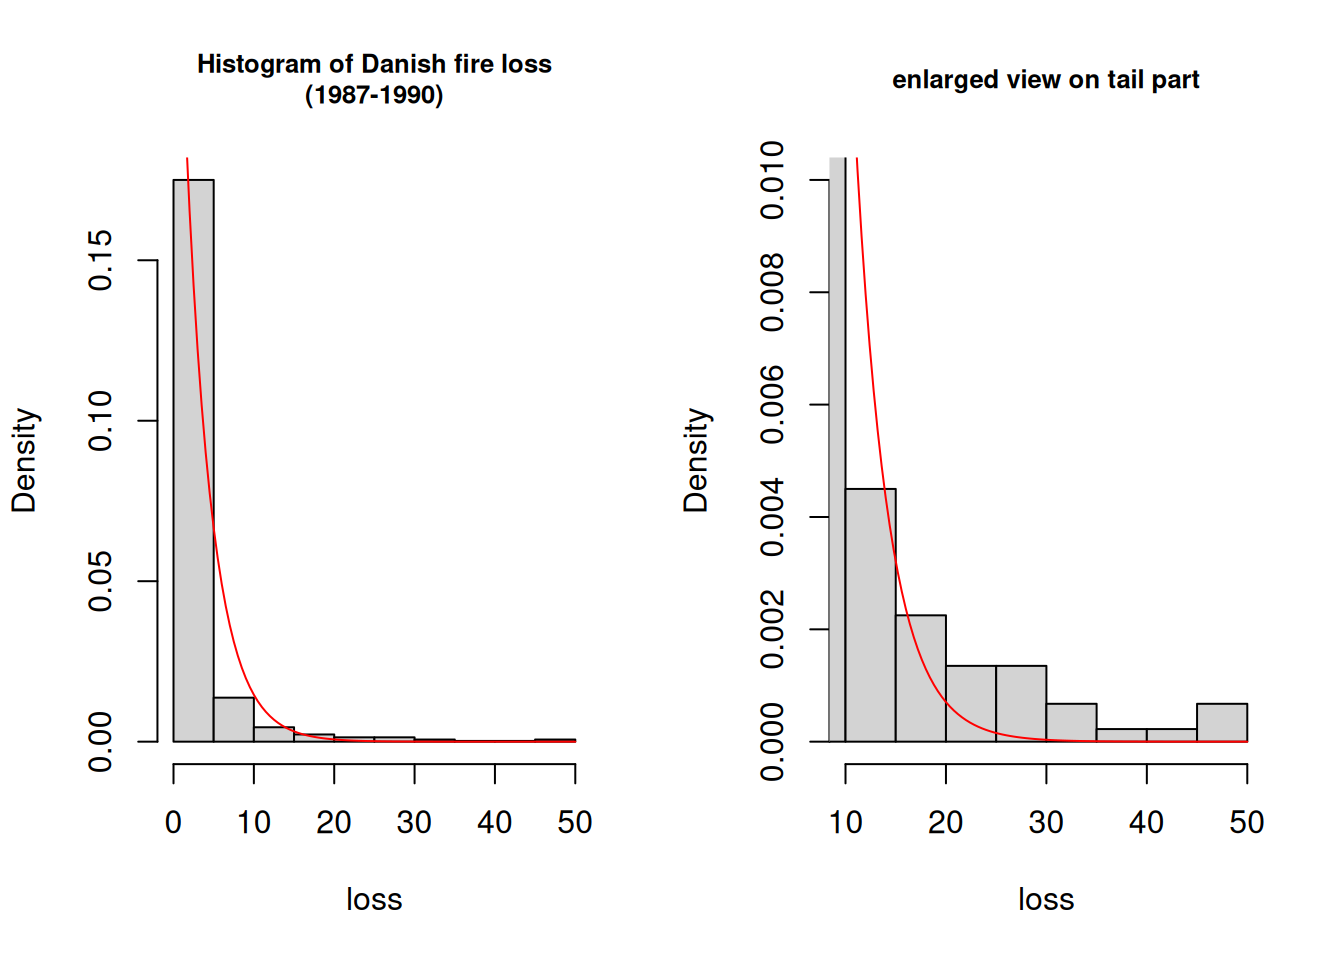 Histogram of Danish fire loss
(1987-1990)
Density
0.15
0.10
0.05
0.00
0 10 20 30 40 50
loss
enlarged view on tail part
Density
0.010
0.008
0.006
0.004
0.002
0.000
10 20 30 40 50
loss